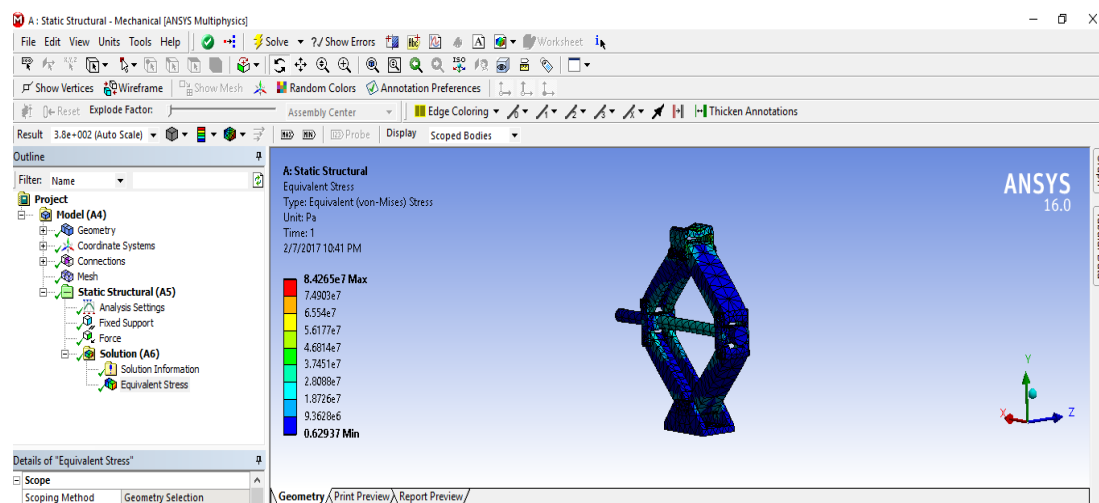 A : Static Structural - Mechanical [ANSYS Multiphysics]
File Edit View Units Tools Help Solve ?/ Show Errors Worksheet
Show Vertices Wireframe Show Mesh Random Colors Annotation Preferences
Reset Explode Factor: Assembly Center Edge Coloring Thicken Annotations
Result 3.8e+002 (Auto Scale) Probe Display Scoped Bodies
Outline
Filter: Name
Project
Model (A4)
Geometry
Coordinate Systems
Connections
Mesh
Static Structural (A5)
Analysis Settings
Fixed Support
Force
Solution (A6)
Solution Information
Equivalent Stress
Details of "Equivalent Stress"
Scope
Scoping Method Geometry Selection
A: Static Structural
Equivalent Stress
Type: Equivalent (von-Mises) Stress
Unit: Pa
Time: 1
2/7/2017 10:41 PM
8.4265e7 Max
7.4903e7
6.554e7
5.6177e7
4.6814e7
3.7451e7
2.8088e7
1.8726e7
9.3628e6
0.62937 Min
ANSYS
16.0
Y
X
Z
Geometry Print Preview Report Preview